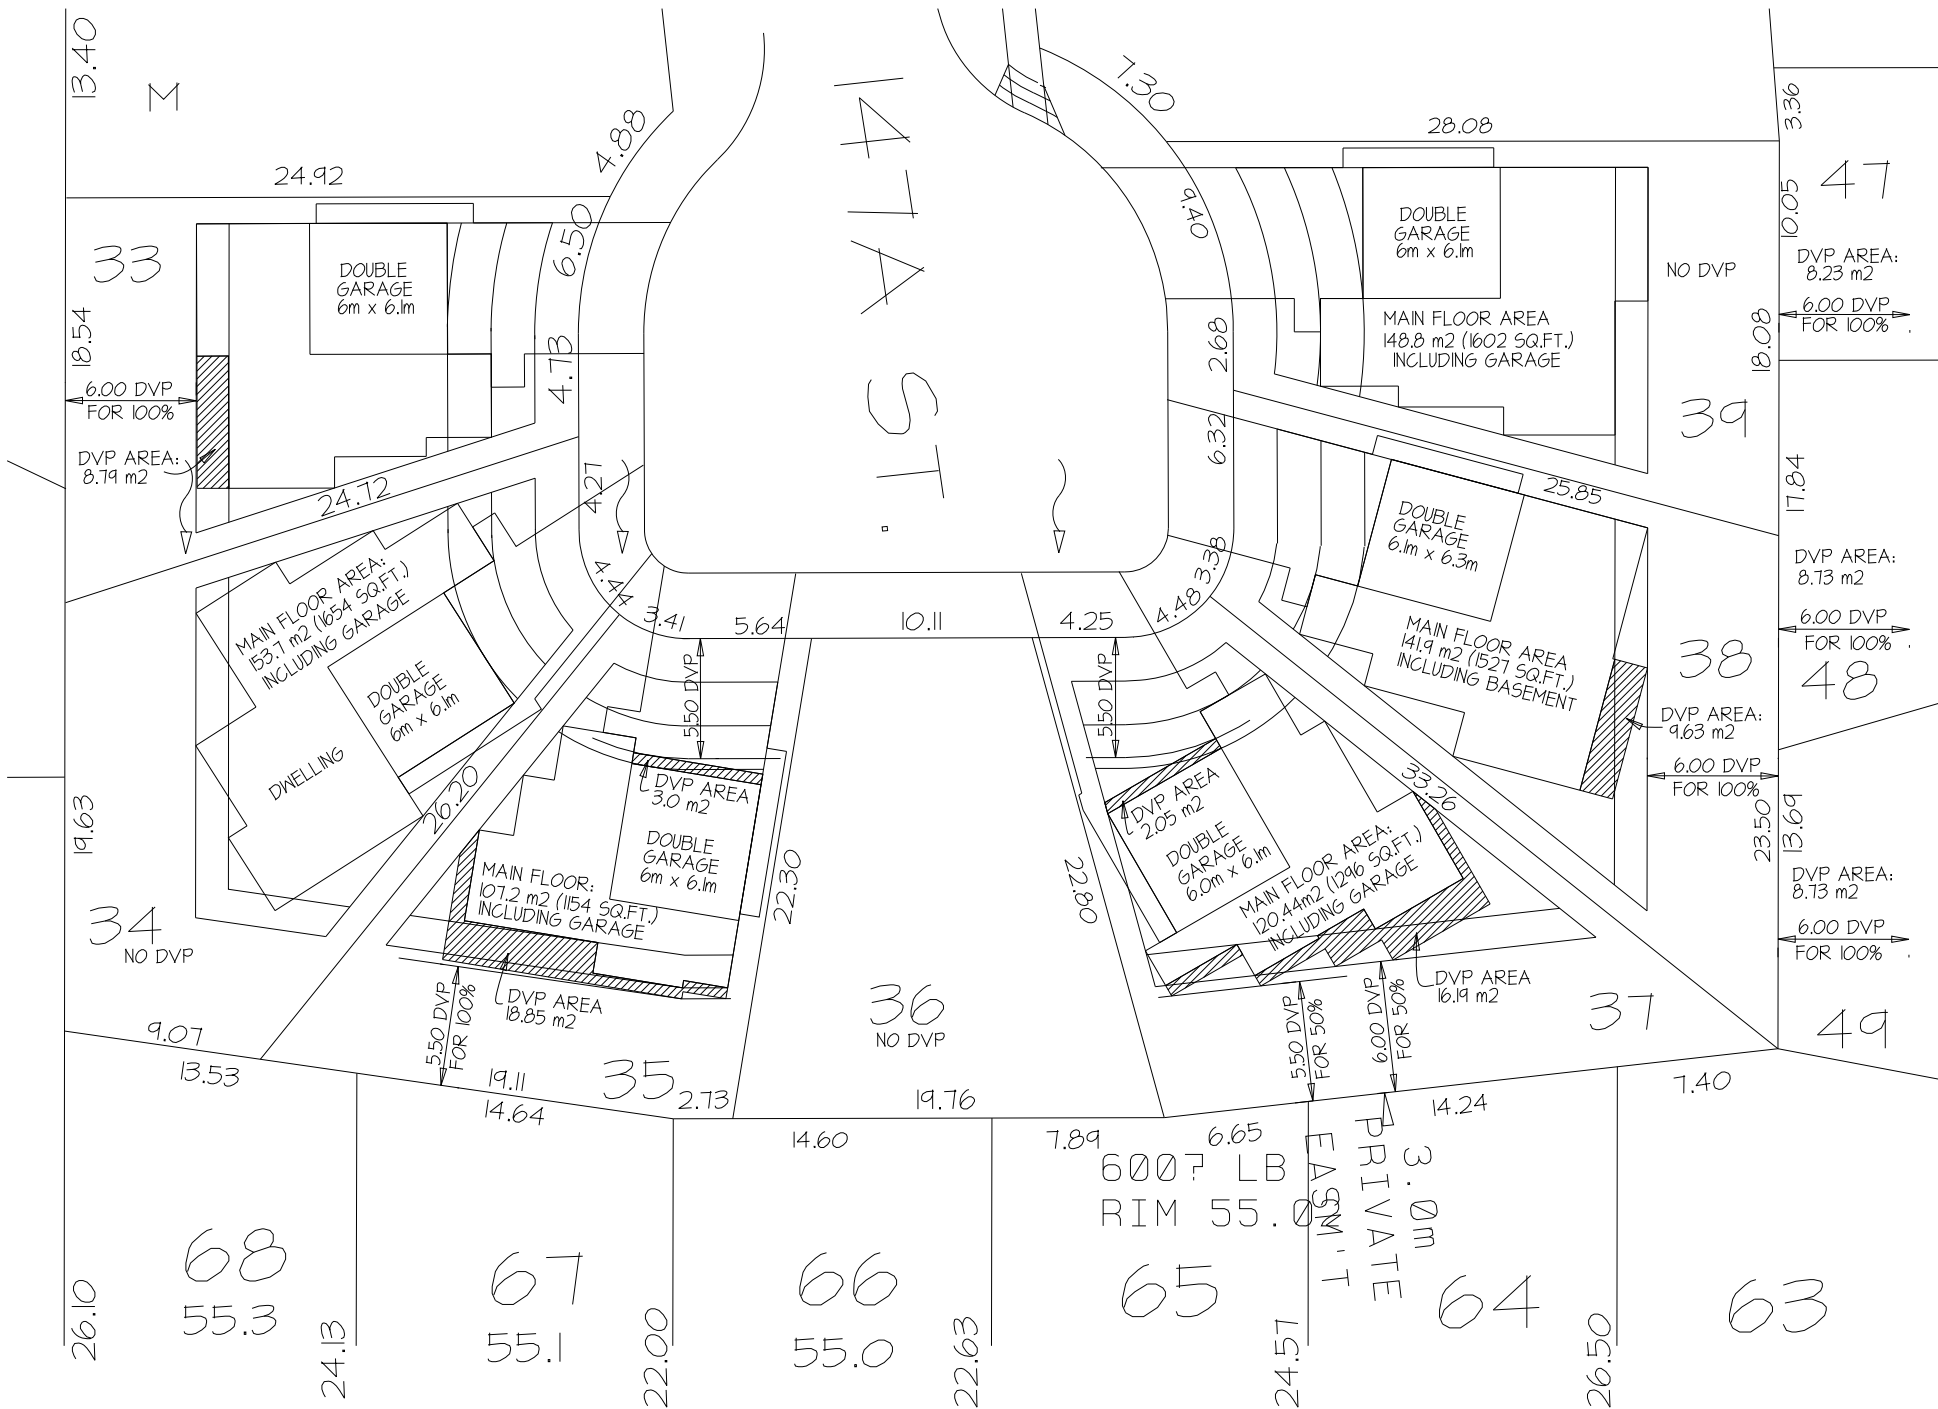 13.40
M
24.92
4.88
6.50
33
DOUBLE
GARAGE
6m x 6.1m
18.54
4.73
6.00 DVP
FOR 100%
DVP AREA:
8.79 m2
24.72
4.27
147A ST.
7.30
28.08
3.36
47
10.05
9.40
DOUBLE
GARAGE
6m x 6.1m
NO DVP
DVP AREA:
8.23 m2
6.00 DVP
FOR 100%
MAIN FLOOR AREA
148.8 m2 (1602 SQ.FT.)
INCLUDING GARAGE
2.68
18.08
39
6.32
25.85
17.84
DOUBLE
GARAGE
6.1m x 6.3m
DVP AREA:
8.73 m2
6.00 DVP
FOR 100%
48
MAIN FLOOR AREA
141.9 m2 (1527 SQ.FT.)
INCLUDING BASEMENT
38
DVP AREA:
9.63 m2
6.00 DVP
FOR 100%
23.50
13.69
DVP AREA:
8.73 m2
6.00 DVP
FOR 100%
49
MAIN FLOOR AREA:
153.7 m2 (1654 SQ.FT.)
INCLUDING GARAGE
DOUBLE
GARAGE
6m x 6.1m
DWELLING
4.44
3.41
5.64
10.11
4.25
4.48
3.38
5.50 DVP
5.50 DVP
19.63
26.20
34
NO DVP
DVP AREA
3.0 m2
DOUBLE
GARAGE
6m x 6.1m
MAIN FLOOR:
107.2 m2 (1154 SQ.FT.)
INCLUDING GARAGE
22.30
DVP AREA
18.85 m2
5.50 DVP
FOR 100%
35
36
NO DVP
22.80
DVP AREA
2.05 m2
DOUBLE
GARAGE
6.0m x 6.1m
MAIN FLOOR AREA:
120.44m2 (1296 SQ.FT.)
INCLUDING GARAGE
33.26
DVP AREA
16.19 m2
5.50 DVP
FOR 50%
6.00 DVP
FOR 50%
37
9.07
13.53
19.11
14.64
2.73
19.76
14.60
7.89
6.65
14.24
7.40
600? LB
RIM 55.0
3.0m
PRIVATE
EASM'T
68
55.3
67
55.1
66
55.0
65
64
63
26.10
24.13
22.00
22.63
24.57
26.50